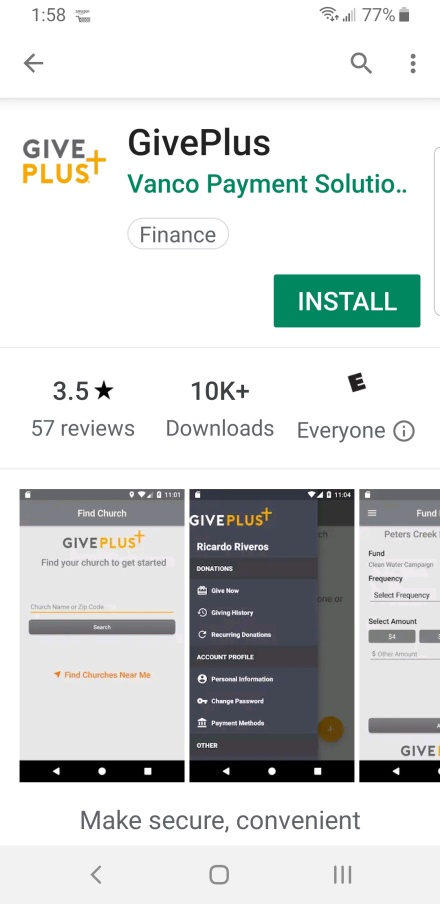 1:58
77%
GIVE
PLUS
GivePlus
Vanco Payment Solutio..
Finance
INSTALL
3.5★
57 reviews
10K+
Downloads
E
Everyone
11:01
Find Church
GIVEPLUS
Find your church to get started
Church Name or Zip Code
Search
Find Churches Near Me
11:04
GIVEPLUS
Ricardo Riveros
DONATIONS
Give Now
Giving History
Recurring Donations
ACCOUNT PROFILE
Personal Information
Change Password
Payment Methods
OTHER
ch
one or
Fund
Peters Creek
Fund
Clean Water Campaign
Frequency
Select Frequency
Select Amount
$4
$ Other Amount
GIVE
Make secure, convenient